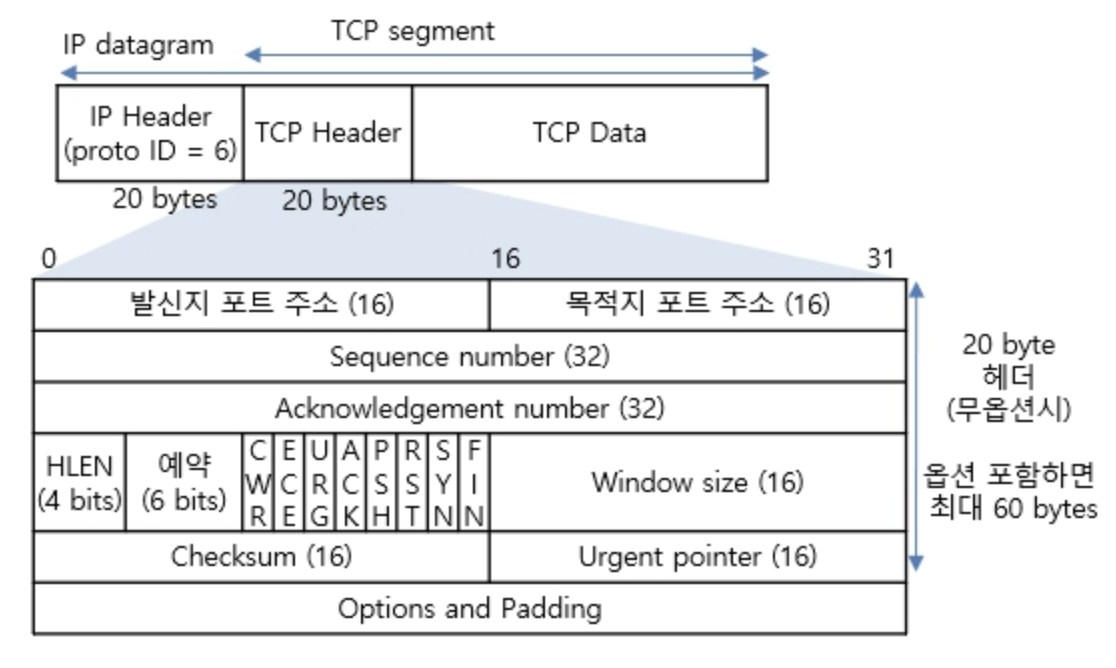 TCP segment
IP datagram
IP Header
(proto ID = 6)
TCP Header
TCP Data
20 bytes
20 bytes
0
16
31
발신지 포트 주소 (16)
목적지 포트 주소 (16)
Sequence number (32)
Acknowledgement number (32)
HLEN
(4 bits)
예약
(6 bits)
CWR
ECE
URG
ACK
PSH
RST
SYN
FIN
Window size (16)
Checksum (16)
Urgent pointer (16)
Options and Padding
20 byte
헤더
(무옵션시)
옵션 포함하면
최대 60 bytes